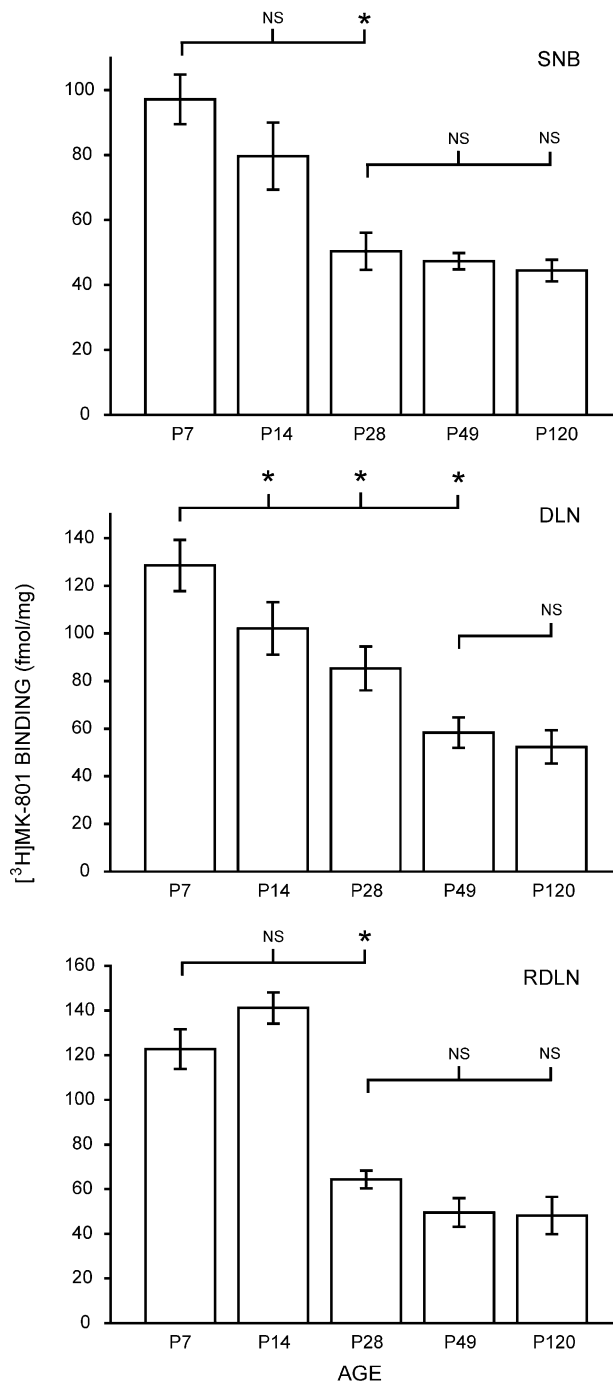 NS *
SNB
NS NS
100
80
60
40
20
0
P7 P14 P28 P49 P120
* * *
DLN
140
NS
120
100
80
60
40
20
0
P7 P14 P28 P49 P120
[³H]MK-801 BINDING (fmol/mg)
NS *
RDLN
160
140
NS NS
120
100
80
60
40
20
0
P7 P14 P28 P49 P120
AGE